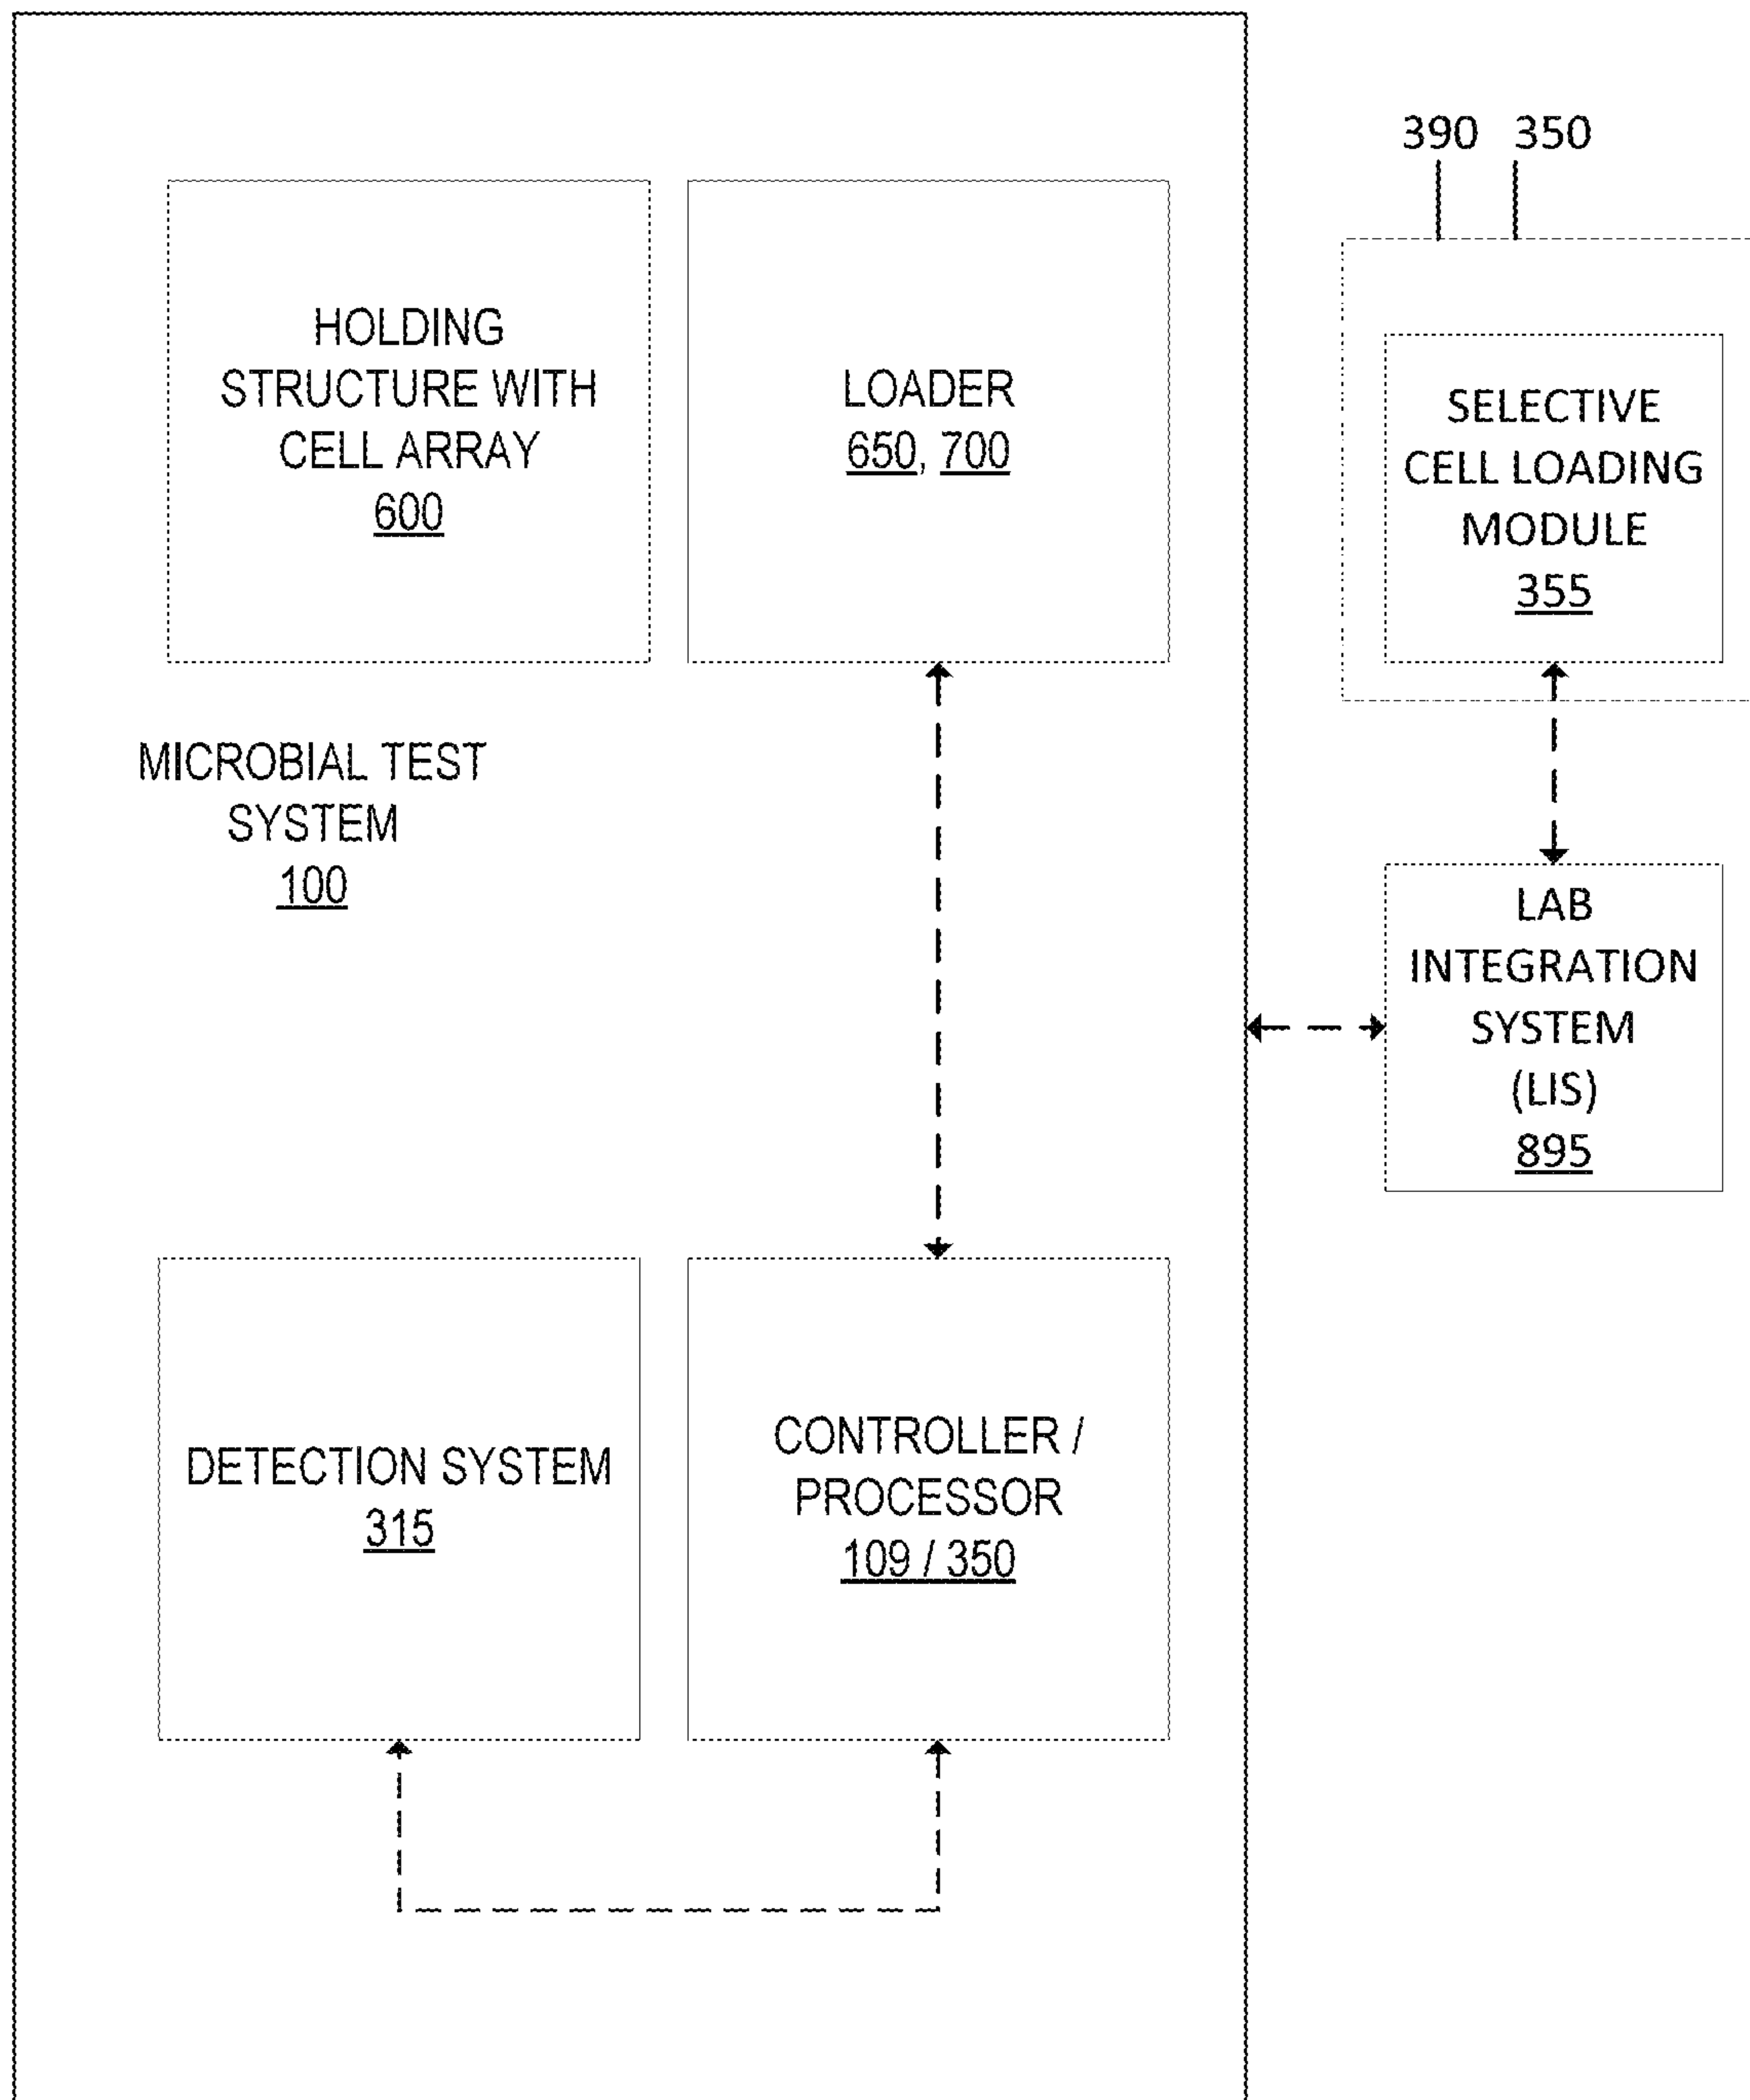 390 350
HOLDING
STRUCTURE WITH
CELL ARRAY
600
LOADER
650, 700
SELECTIVE
CELL LOADING
MODULE
355
MICROBIAL TEST
SYSTEM
100
LAB
INTEGRATION
SYSTEM
(LIS)
895
DETECTION SYSTEM
315
CONTROLLER /
PROCESSOR
109 / 350